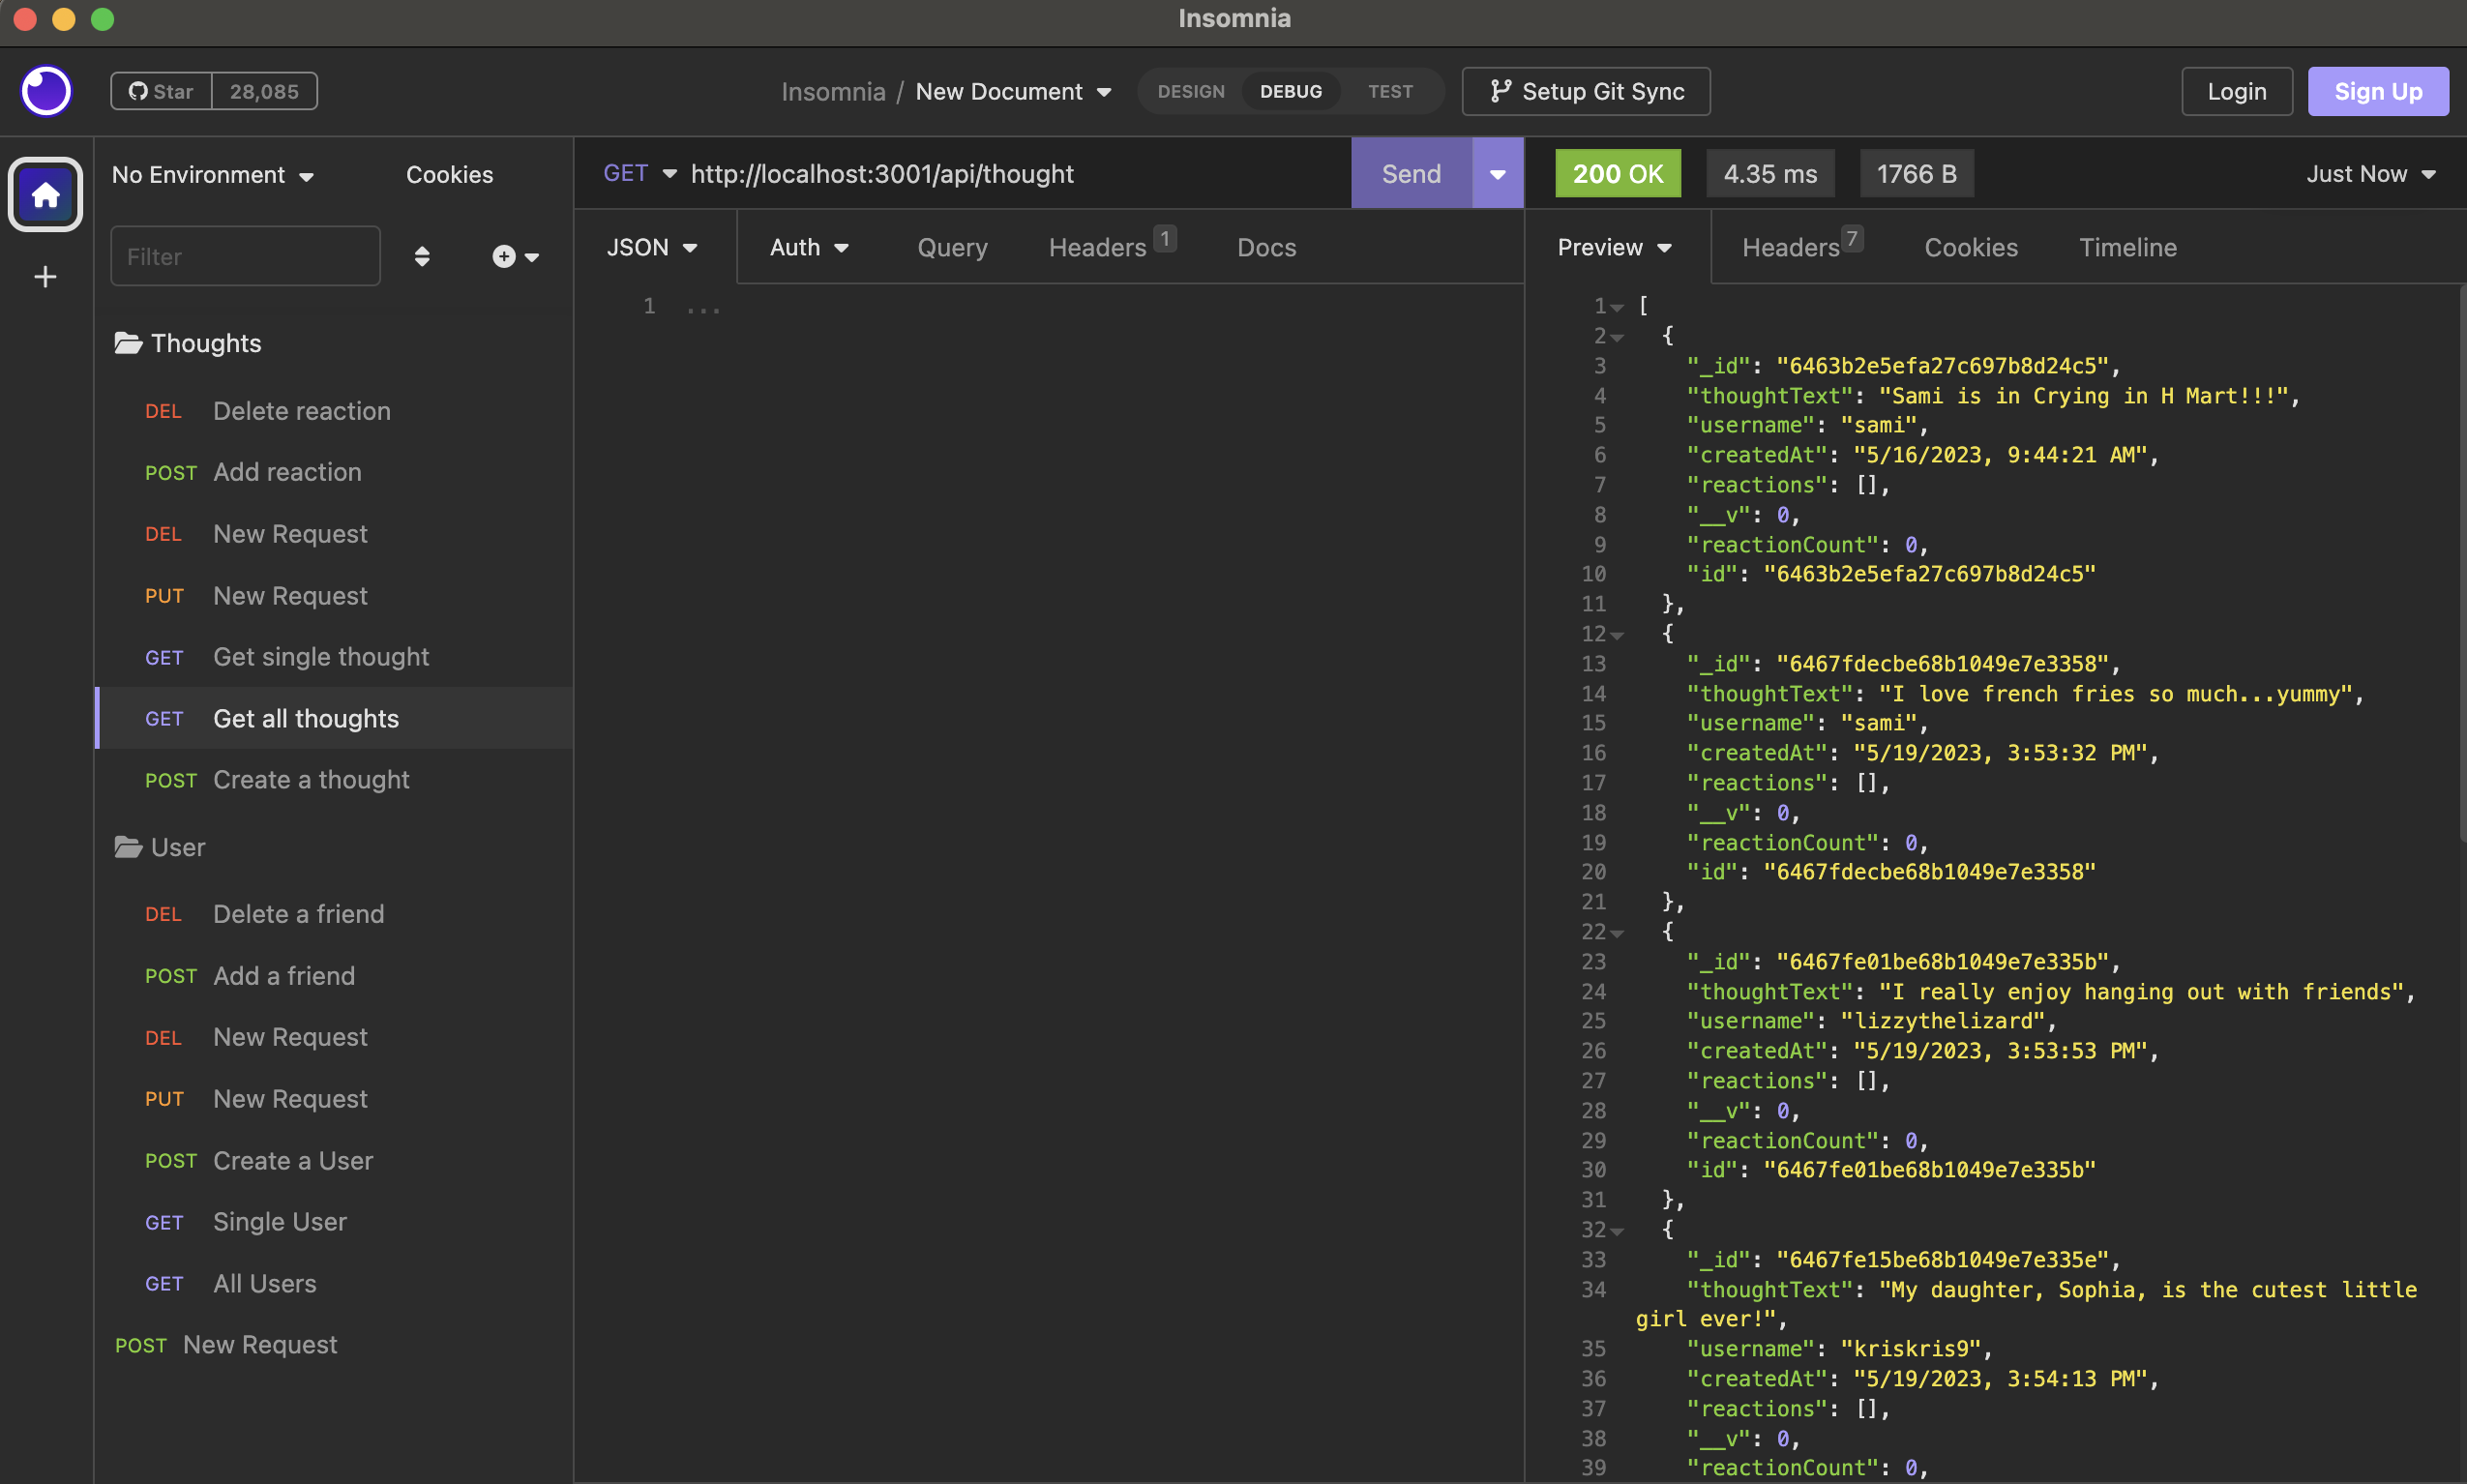 Insomnia
Star 28,085
Insomnia / New Document
DESIGN DEBUG TEST
Setup Git Sync
Login
Sign Up
No Environment
Cookies
Filter
Thoughts
DEL Delete reaction
POST Add reaction
DEL New Request
PUT New Request
GET Get single thought
GET Get all thoughts
POST Create a thought
User
DEL Delete a friend
POST Add a friend
DEL New Request
PUT New Request
POST Create a User
GET Single User
GET All Users
POST New Request
GET http://localhost:3001/api/thought
Send
JSON Auth Query Headers 1 Docs
1 ...
200 OK 4.35 ms 1766 B Just Now
Preview Headers 7 Cookies Timeline
1 [
2 {
3 "_id": "6463b2e5efa27c697b8d24c5",
4 "thoughtText": "Sami is in Crying in H Mart!!!",
5 "username": "sami",
6 "createdAt": "5/16/2023, 9:44:21 AM",
7 "reactions": [],
8 "__v": 0,
9 "reactionCount": 0,
10 "id": "6463b2e5efa27c697b8d24c5"
11 },
12 {
13 "_id": "6467fdecbe68b1049e7e3358",
14 "thoughtText": "I love french fries so much...yummy",
15 "username": "sami",
16 "createdAt": "5/19/2023, 3:53:32 PM",
17 "reactions": [],
18 "__v": 0,
19 "reactionCount": 0,
20 "id": "6467fdecbe68b1049e7e3358"
21 },
22 {
23 "_id": "6467fe01be68b1049e7e335b",
24 "thoughtText": "I really enjoy hanging out with friends",
25 "username": "lizzythelizard",
26 "createdAt": "5/19/2023, 3:53:53 PM",
27 "reactions": [],
28 "__v": 0,
29 "reactionCount": 0,
30 "id": "6467fe01be68b1049e7e335b"
31 },
32 {
33 "_id": "6467fe15be68b1049e7e335e",
34 "thoughtText": "My daughter, Sophia, is the cutest little
girl ever!",
35 "username": "kriskris9",
36 "createdAt": "5/19/2023, 3:54:13 PM",
37 "reactions": [],
38 "__v": 0,
39 "reactionCount": 0,